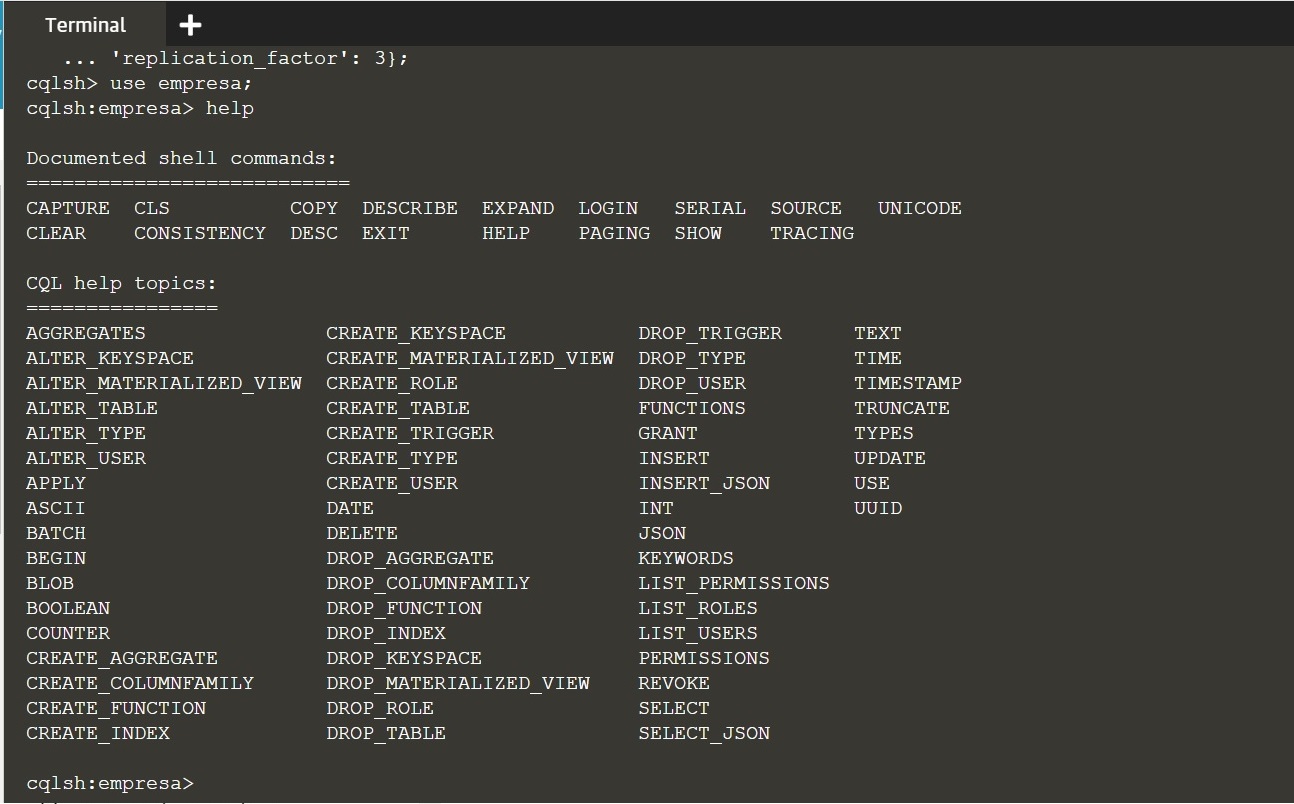 Terminal
... 'replication_factor': 3};
cqlsh> use empresa;
cqlsh:empresa> help
Documented shell commands:
===========================
CAPTURE  CLS          COPY  DESCRIBE  EXPAND  LOGIN   SERIAL  SOURCE   UNICODE
CLEAR    CONSISTENCY  DESC  EXIT      HELP    PAGING  SHOW    TRACING
CQL help topics:
================
AGGREGATES               CREATE_KEYSPACE           DROP_TRIGGER      TEXT
ALTER_KEYSPACE           CREATE_MATERIALIZED_VIEW  DROP_TYPE         TIME
ALTER_MATERIALIZED_VIEW  CREATE_ROLE               DROP_USER         TIMESTAMP
ALTER_TABLE              CREATE_TABLE              FUNCTIONS         TRUNCATE
ALTER_TYPE               CREATE_TRIGGER            GRANT             TYPES
ALTER_USER               CREATE_TYPE               INSERT            UPDATE
APPLY                    CREATE_USER               INSERT_JSON       USE
ASCII                    DATE                      INT               UUID
BATCH                    DELETE                    JSON
BEGIN                    DROP_AGGREGATE            KEYWORDS
BLOB                     DROP_COLUMNFAMILY         LIST_PERMISSIONS
BOOLEAN                  DROP_FUNCTION             LIST_ROLES
COUNTER                  DROP_INDEX                LIST_USERS
CREATE_AGGREGATE         DROP_KEYSPACE             PERMISSIONS
CREATE_COLUMNFAMILY      DROP_MATERIALIZED_VIEW    REVOKE
CREATE_FUNCTION          DROP_ROLE                 SELECT
CREATE_INDEX             DROP_TABLE                SELECT_JSON
cqlsh:empresa>